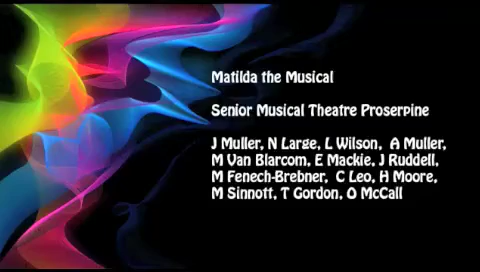 Matilda the Musical
Senior Musical Theatre Proserpine
J Muller, N Large, L Wilson, A Muller,
M Van Blarcom, E Mackie, J Ruddell,
M Fenech-Brebner, C Leo, H Moore,
M Sinnott, T Gordon, O McCall